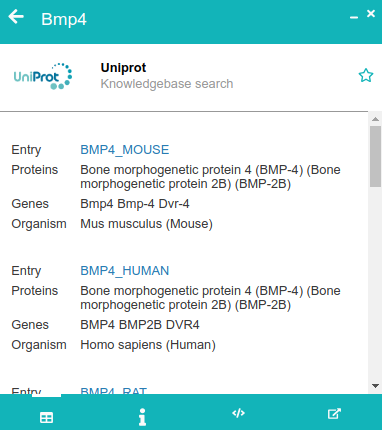 Bmp4
UniProt
Uniprot
Knowledgebase search
Entry BMP4_MOUSE
Proteins Bone morphogenetic protein 4 (BMP-4) (Bone
morphogenetic protein 2B) (BMP-2B)
Genes Bmp4 Bmp-4 Dvr-4
Organism Mus musculus (Mouse)
Entry BMP4_HUMAN
Proteins Bone morphogenetic protein 4 (BMP-4) (Bone
morphogenetic protein 2B) (BMP-2B)
Genes BMP4 BMP2B DVR4
Organism Homo sapiens (Human)
Entry BMP4_RAT